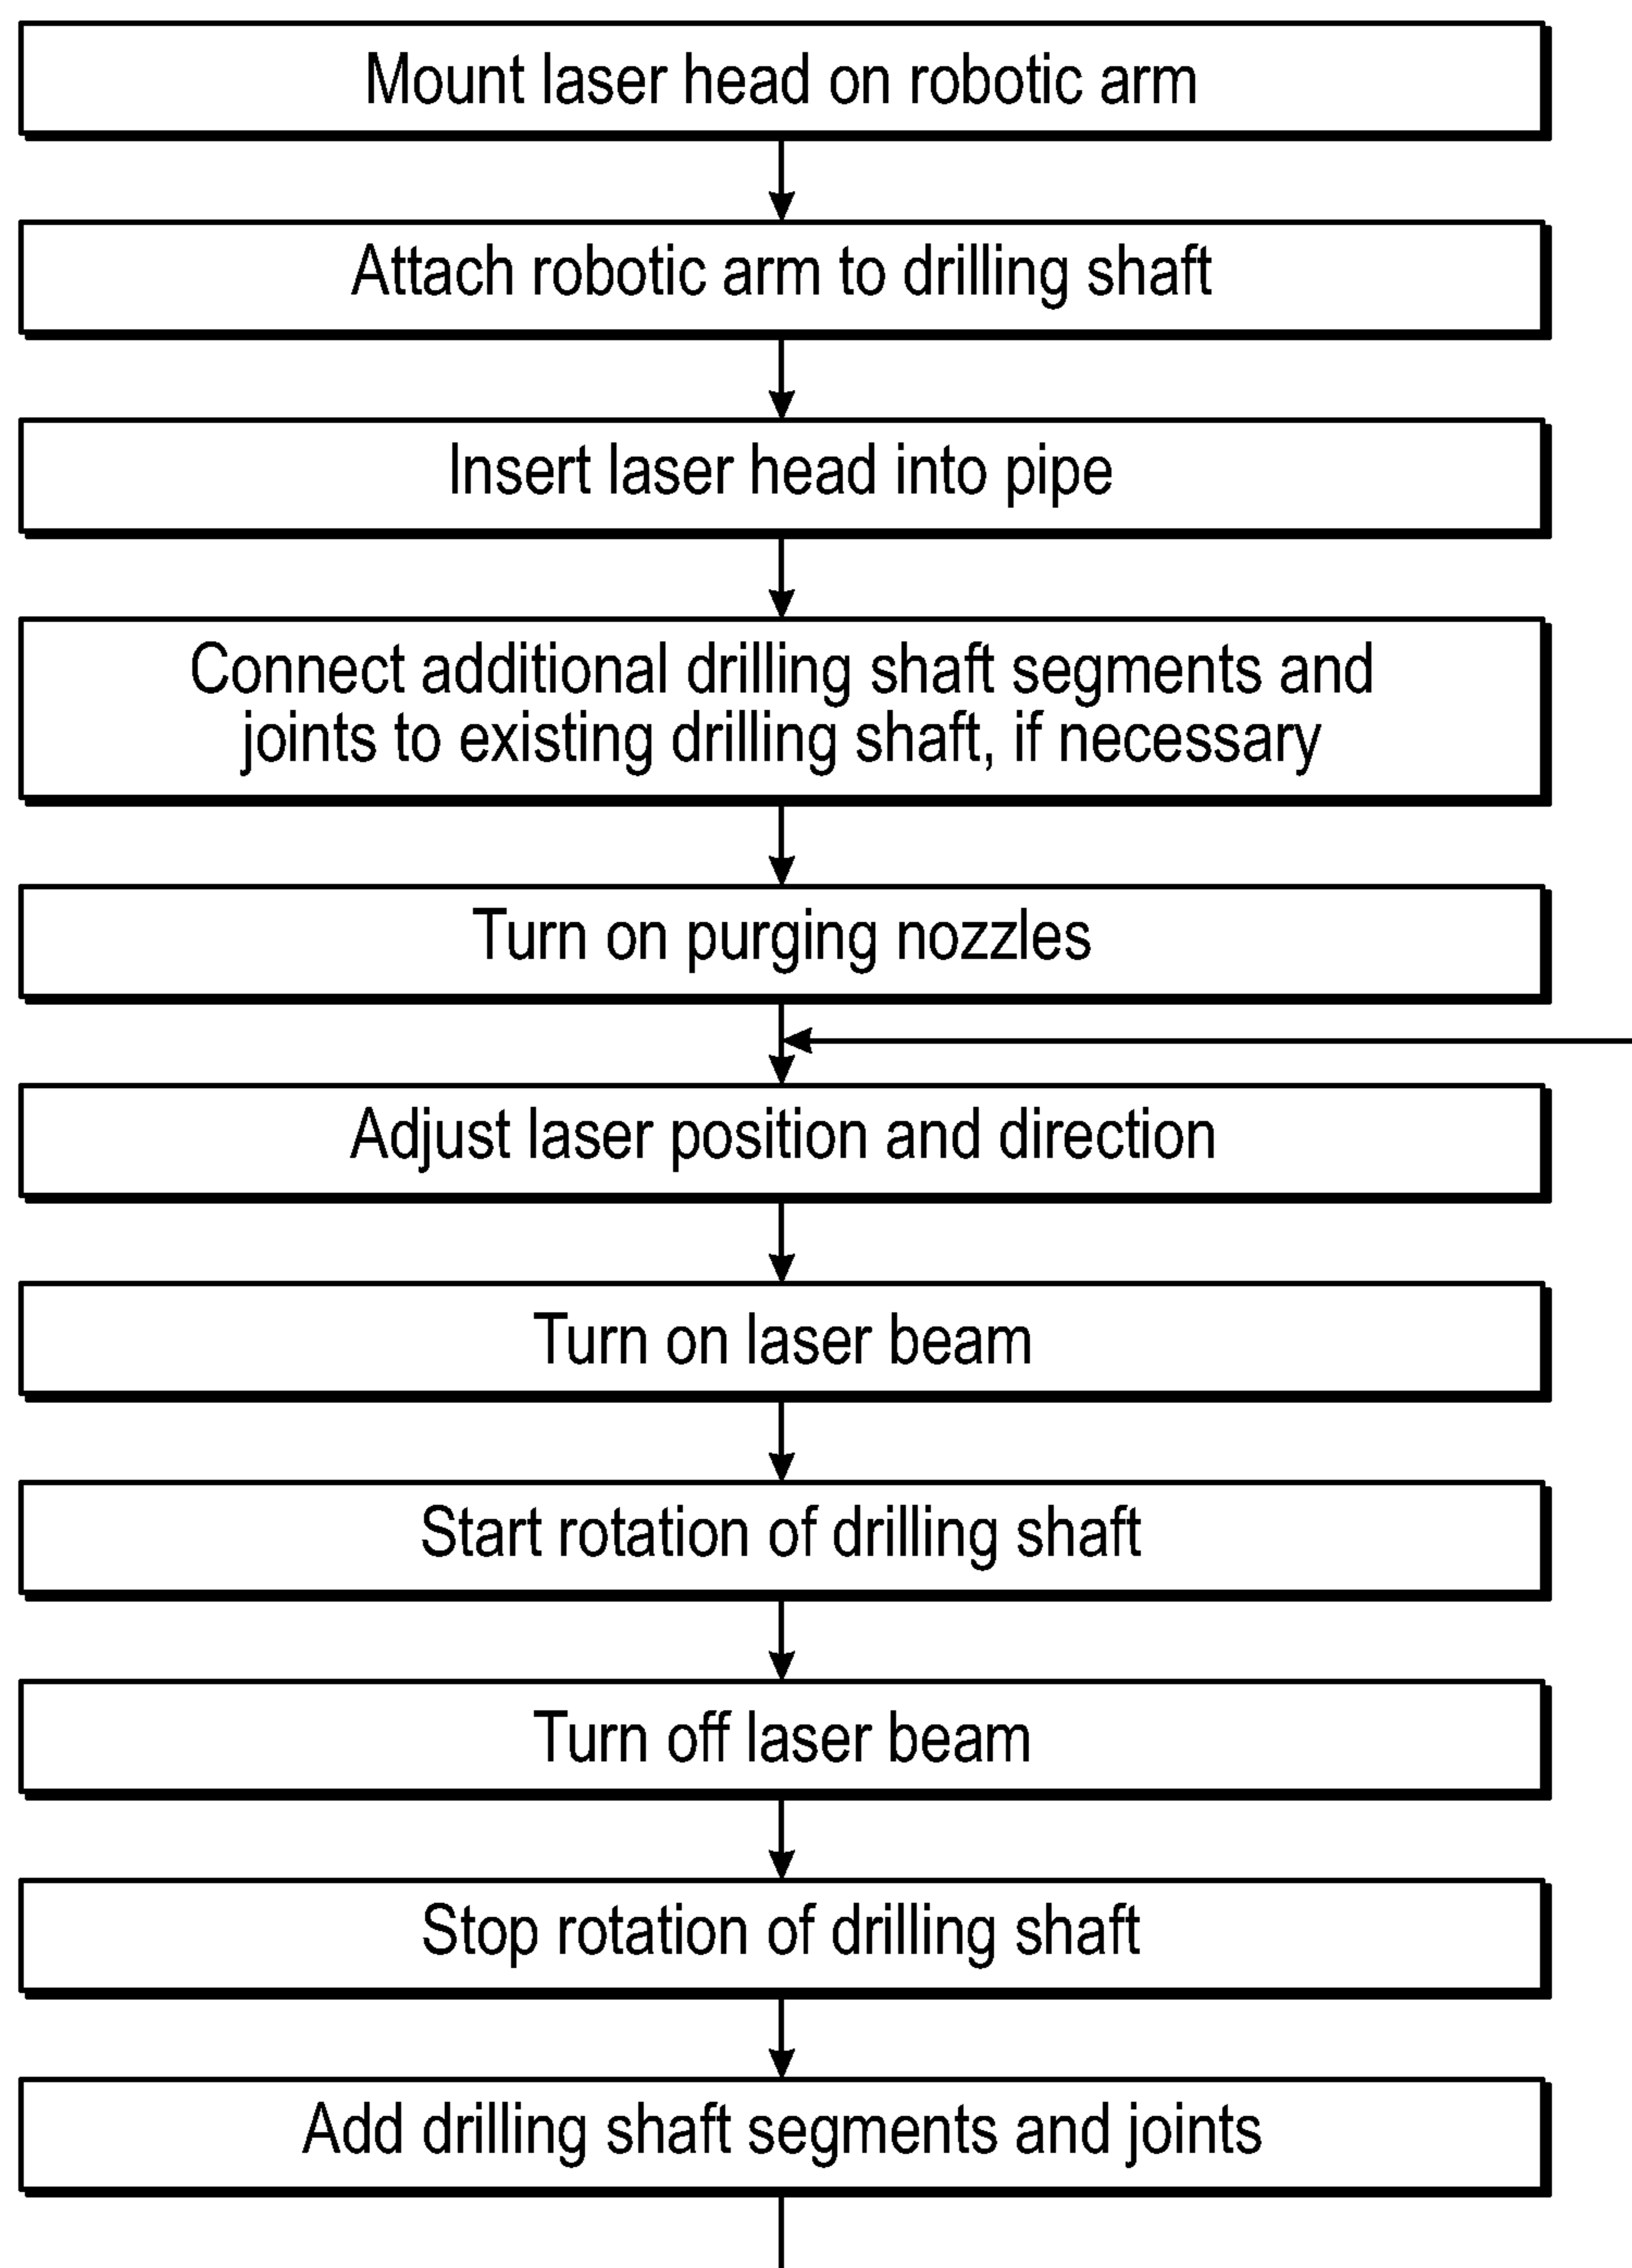 Mount laser head on robotic arm
Attach robotic arm to drilling shaft
Insert laser head into pipe
Connect additional drilling shaft segments and
joints to existing drilling shaft, if necessary
Turn on purging nozzles
Adjust laser position and direction
Turn on laser beam
Start rotation of drilling shaft
Turn off laser beam
Stop rotation of drilling shaft
Add drilling shaft segments and joints